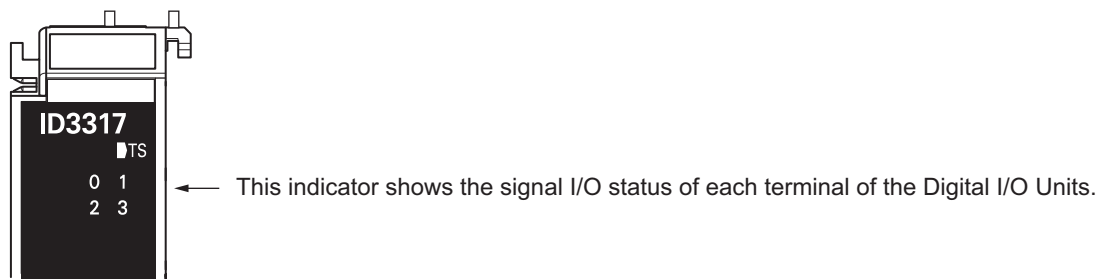 ID3317
TS
0 1
2 3
This indicator shows the signal I/O status of each terminal of the Digital I/O Units.